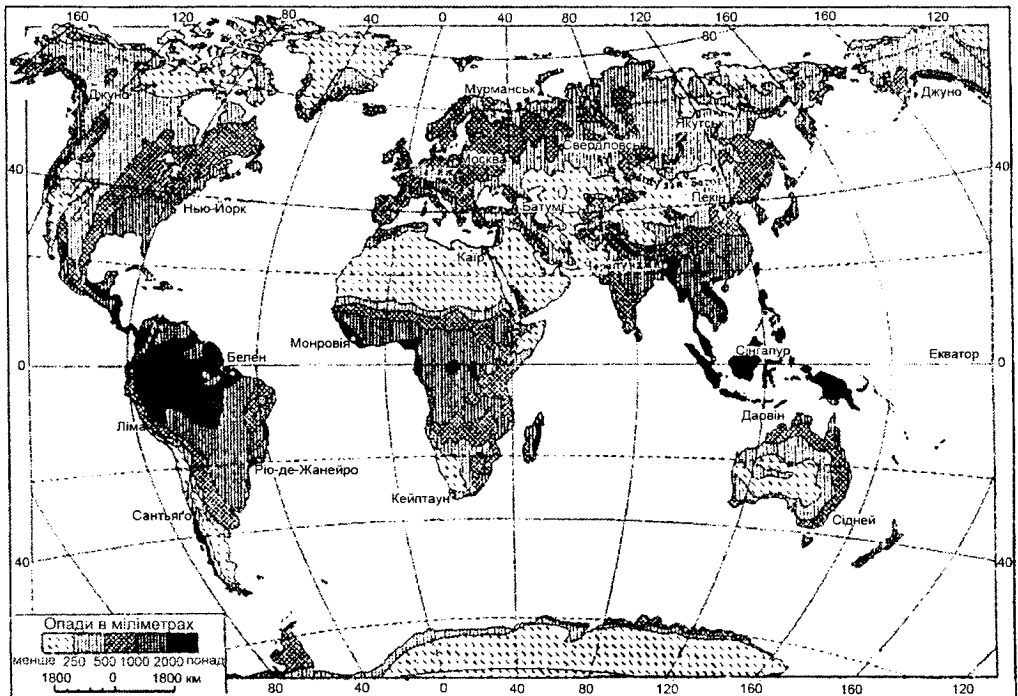 160 120 80 40 0 40 80 120 160 160 120
80
Джуно
Мурманськ
Якутськ
Джуно
Свердловськ
Москва
40
40
Нью-Йорк
Батумі
Пекін
Каїр
Монровія
Белен
Сінгапур
Екватор
0
0
Ліма
Дарвін
Ріо-де-Жанейро
Кейптаун
Сантьяго
Сідней
40
40
Опади в міліметрах
менше 250 500 1000 2000 понад
1800 0 1800 км
80 40 0 40 80 120 160 160 120